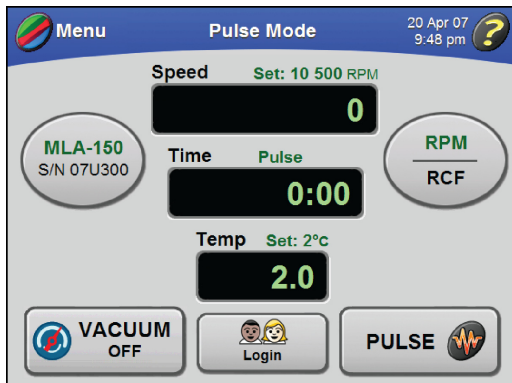 Menu
Pulse Mode
20 Apr 07
9:48 pm
?
Speed Set: 10 500 RPM
0
MLA-150
S/N 07U300
RPM
RCF
Time Pulse
0:00
Temp Set: 2°C
2.0
VACUUM
OFF
Login
PULSE